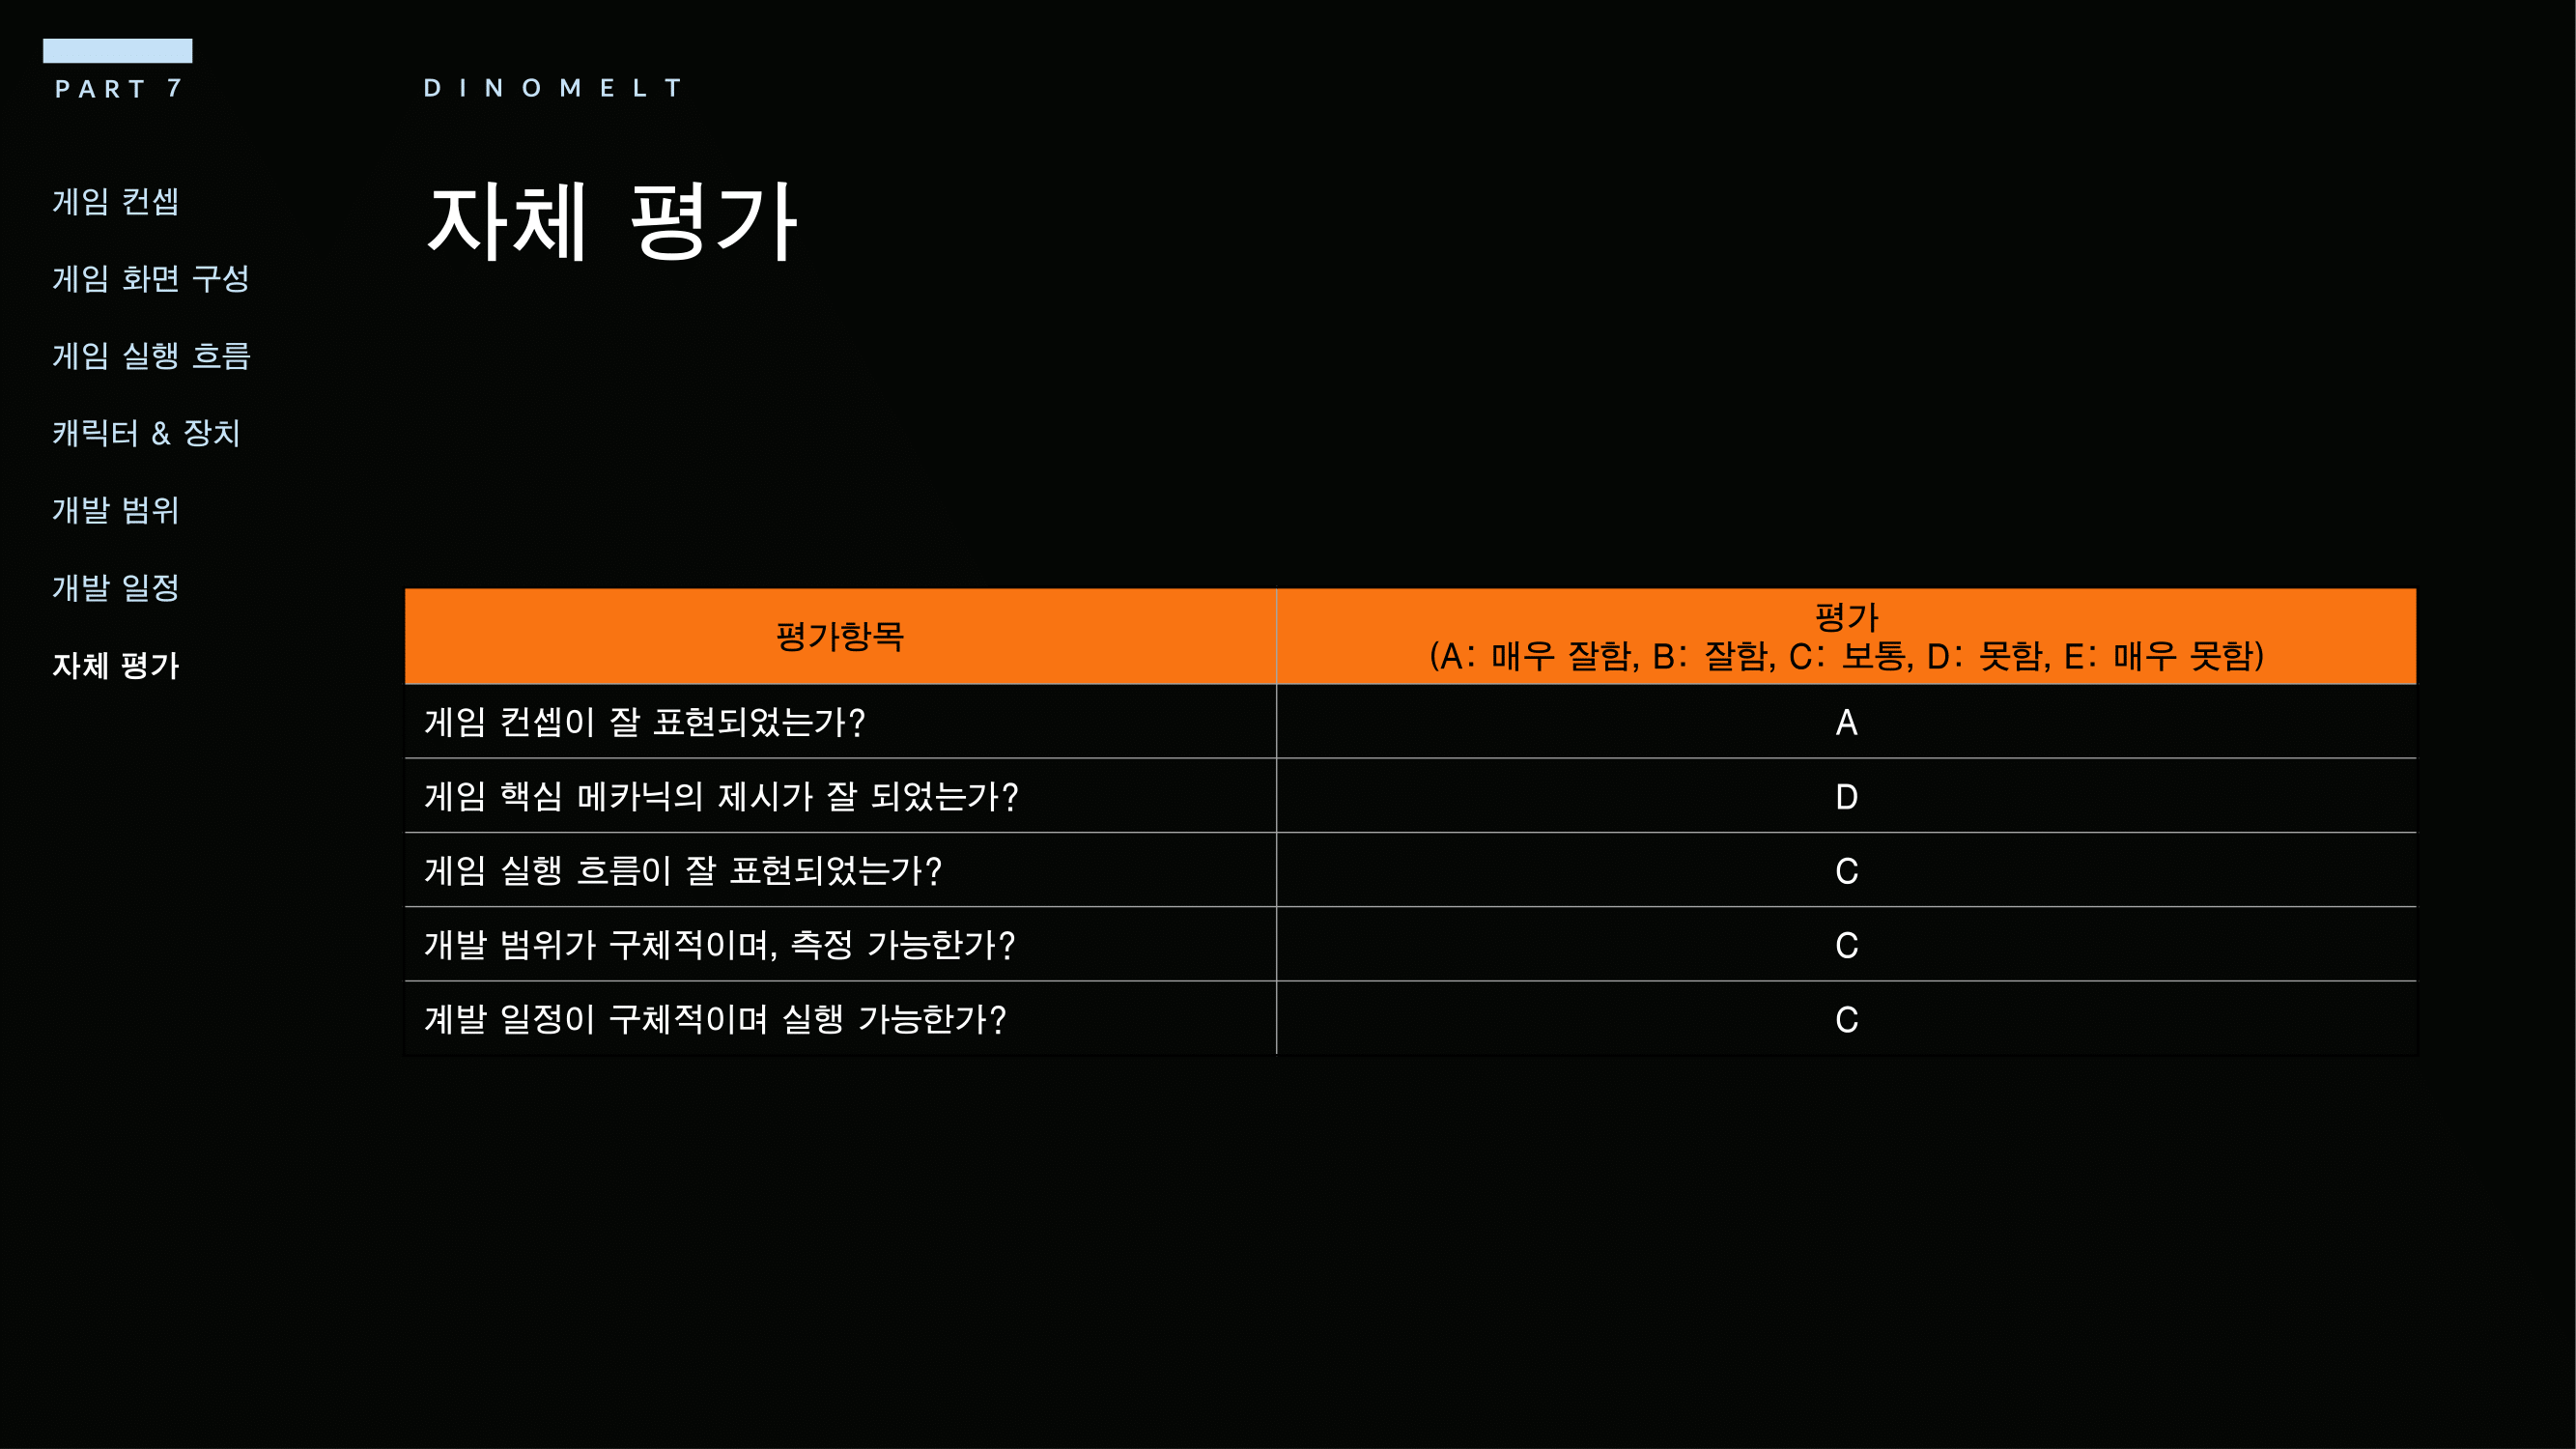 PART 7
DINOMELT
게임 컨셉
게임 화면 구성
게임 실행 흐름
캐릭터 & 장치
개발 범위
개발 일정
자체 평가
자체 평가
평가항목
평가
(A: 매우 잘함, B: 잘함, C: 보통, D: 못함, E: 매우 못함)
게임 컨셉이 잘 표현되었는가?
A
게임 핵심 메카닉의 제시가 잘 되었는가?
D
게임 실행 흐름이 잘 표현되었는가?
C
개발 범위가 구체적이며, 측정 가능한가?
C
계발 일정이 구체적이며 실행 가능한가?
C